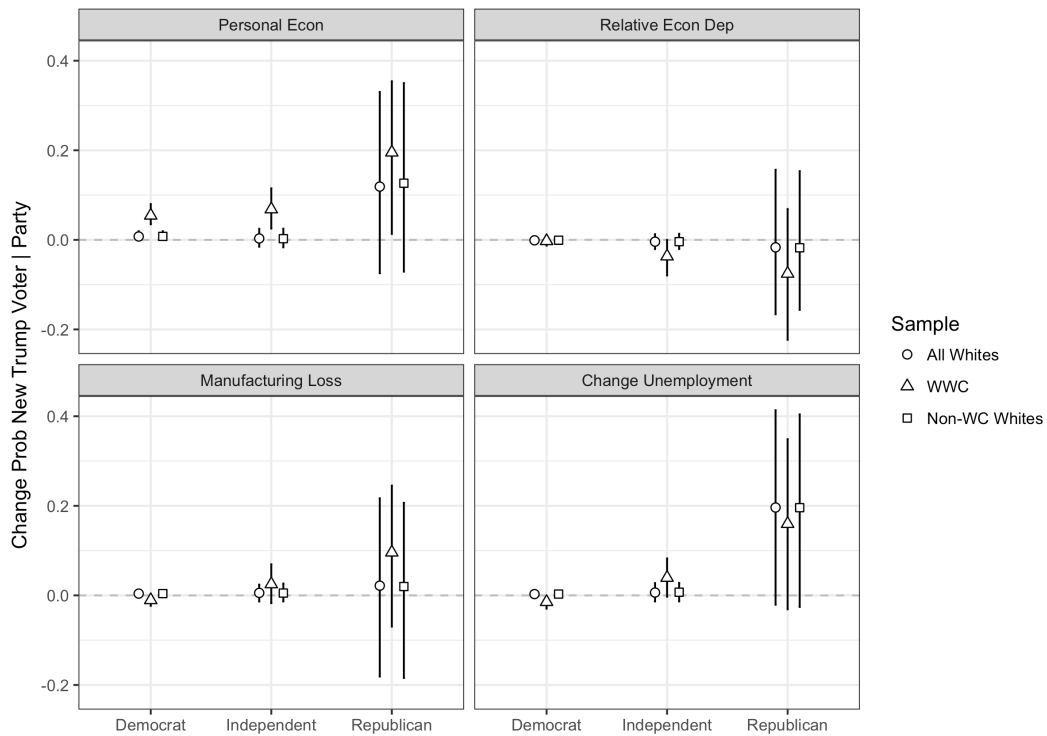 Personal Econ
Relative Econ Dep
0.4
0.2
0.0
-0.2
Manufacturing Loss
Change Unemployment
0.4
0.2
0.0
-0.2
Democrat
Independent
Republican
Democrat
Independent
Republican
Change Prob New Trump Voter | Party
Sample
All Whites
WWC
Non-WC Whites